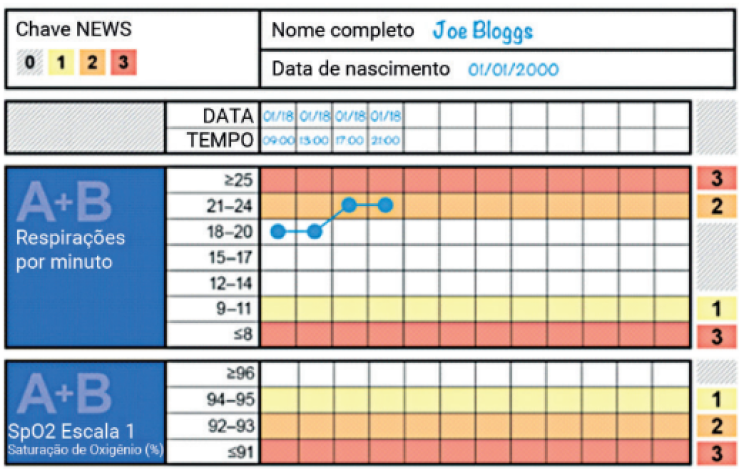 Chave NEWS
0 1 2 3
Nome completo Joe Bloggs
Data de nascimento 01/01/2000
DATA 01/18 01/18 01/18 01/18
TEMPO 09:00 13:00 17:00 21:00
A+B
Respirações
por minuto
≥25 3
21–24 2
18–20
15–17
12–14
9–11 1
≤8 3
A+B
SpO2 Escala 1
Saturação de Oxigênio (%)
≥96
94–95 1
92–93 2
≤91 3